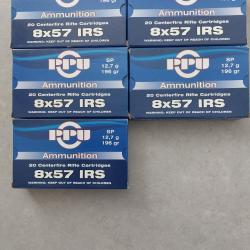 196 gr
Ammunition
20 Centerfire Rifle Cartridges
8x57 IRS
WARNING: KEEP OUT OF REACH OF CHILDREN
Ammunition
20 Centerfire Rifle Cartridges
8x57 IRS
WARNING: KEEP OUT OF REACH OF CHILDREN
PPU
SP
12,7 g
196 gr
Ammunition
20 Centerfire Rifle Cartridges
8x57 IRS
WARNING: KEEP OUT OF REACH OF CHILDREN
PPU
SP
12,7 g
196 gr
Ammunition
20 Centerfire Rifle Cartridges
8x57 IRS
WARNING: KEEP OUT OF REACH OF CHILDREN
PPU
SP
12,7 g
196 gr
Ammunition
20 Centerfire Rifle Cartridges
8x57 IRS
WARNING: KEEP OUT OF REACH OF CHILDREN